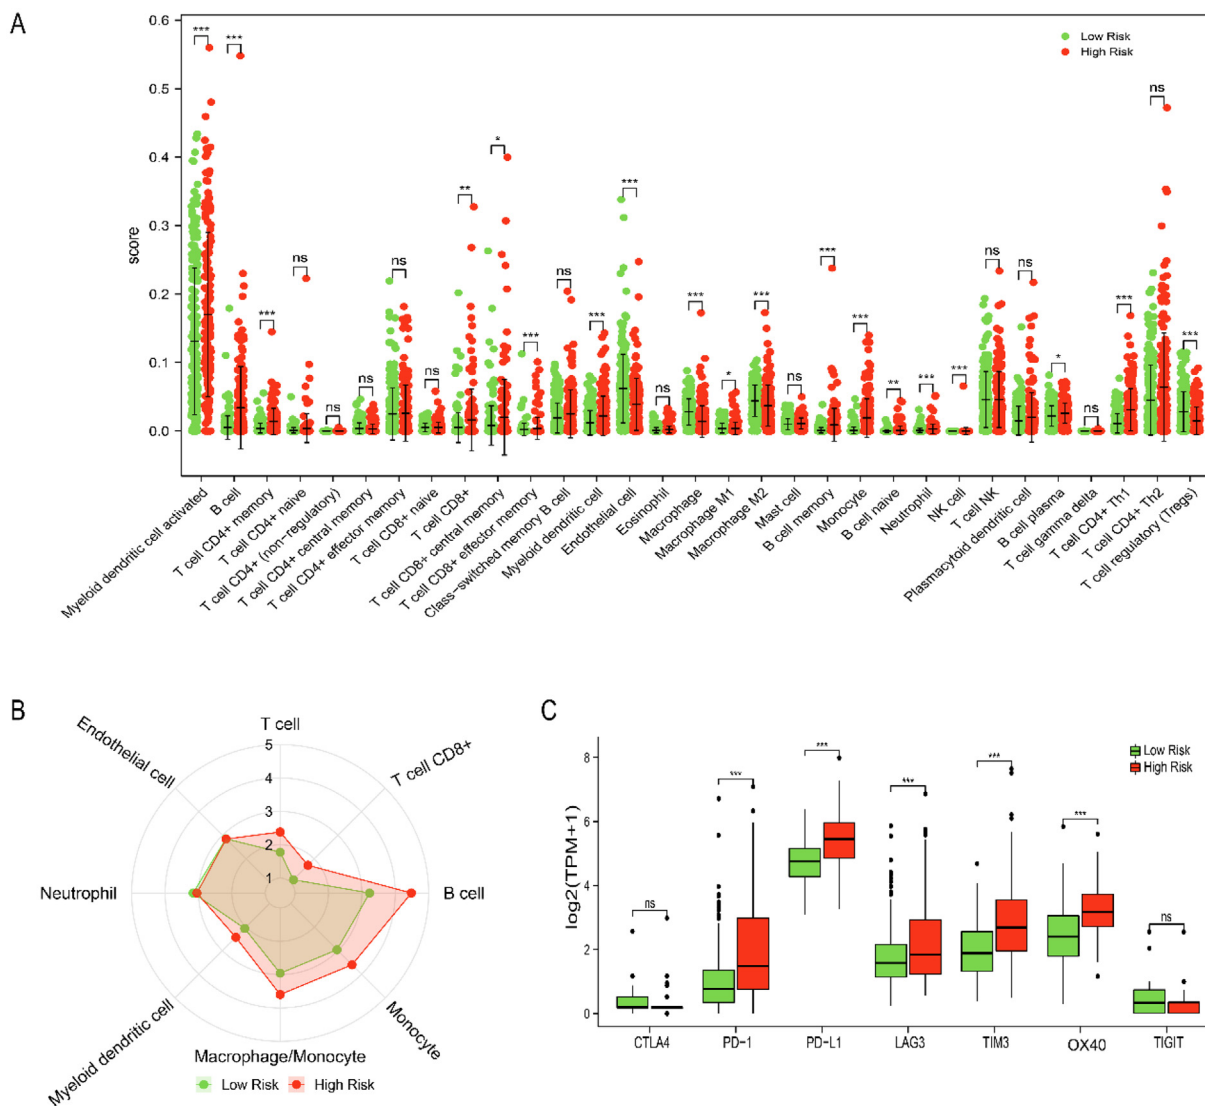 A
0.6
0.5
0.4
0.3
0.2
0.1
0.0
score
Low Risk
High Risk
***
***
***
ns
ns
ns
ns
ns
**
*
***
ns
***
***
ns
***
*
***
ns
***
***
**
***
***
ns
ns
*
ns
***
ns
***
Myeloid dendritic cell activated
B cell
T cell CD4+ memory
T cell CD4+ naive
T cell CD4+ (non-regulatory)
T cell CD4+ central memory
T cell CD4+ effector memory
T cell CD8+ naive
T cell CD8+
T cell CD8+ central memory
T cell CD8+ effector memory
Class-switched memory B cell
Myeloid dendritic cell
Endothelial cell
Eosinophil
Macrophage
Macrophage M1
Macrophage M2
Mast cell
B cell memory
Monocyte
B cell naive
Neutrophil
NK cell
T cell NK
Plasmacytoid dendritic cell
B cell plasma
T cell gamma delta
T cell CD4+ Th1
T cell CD4+ Th2
T cell regulatory (Tregs)
B
T cell
T cell CD8+
B cell
Monocyte
Macrophage/Monocyte
Myeloid dendritic cell
Neutrophil
Endothelial cell
5
4
3
2
1
Low Risk
High Risk
C
log2(TPM+1)
8
6
4
2
0
Low Risk
High Risk
ns
***
***
***
***
***
ns
CTLA4
PD-1
PD-L1
LAG3
TIM3
OX40
TIGIT